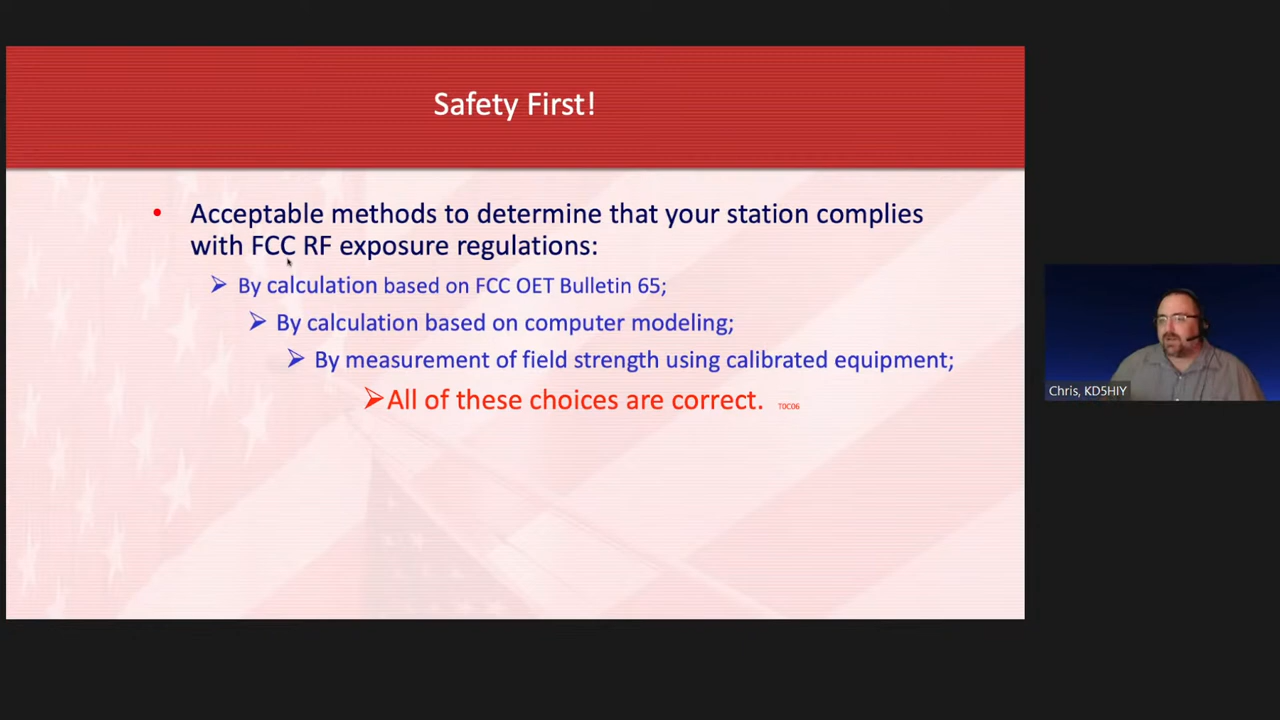 Safety First!
• Acceptable methods to determine that your station complies
with FCC RF exposure regulations:
➢ By calculation based on FCC OET Bulletin 65;
➢ By calculation based on computer modeling;
➢ By measurement of field strength using calibrated equipment;
➢All of these choices are correct. T0C06
Chris, KD5HIY